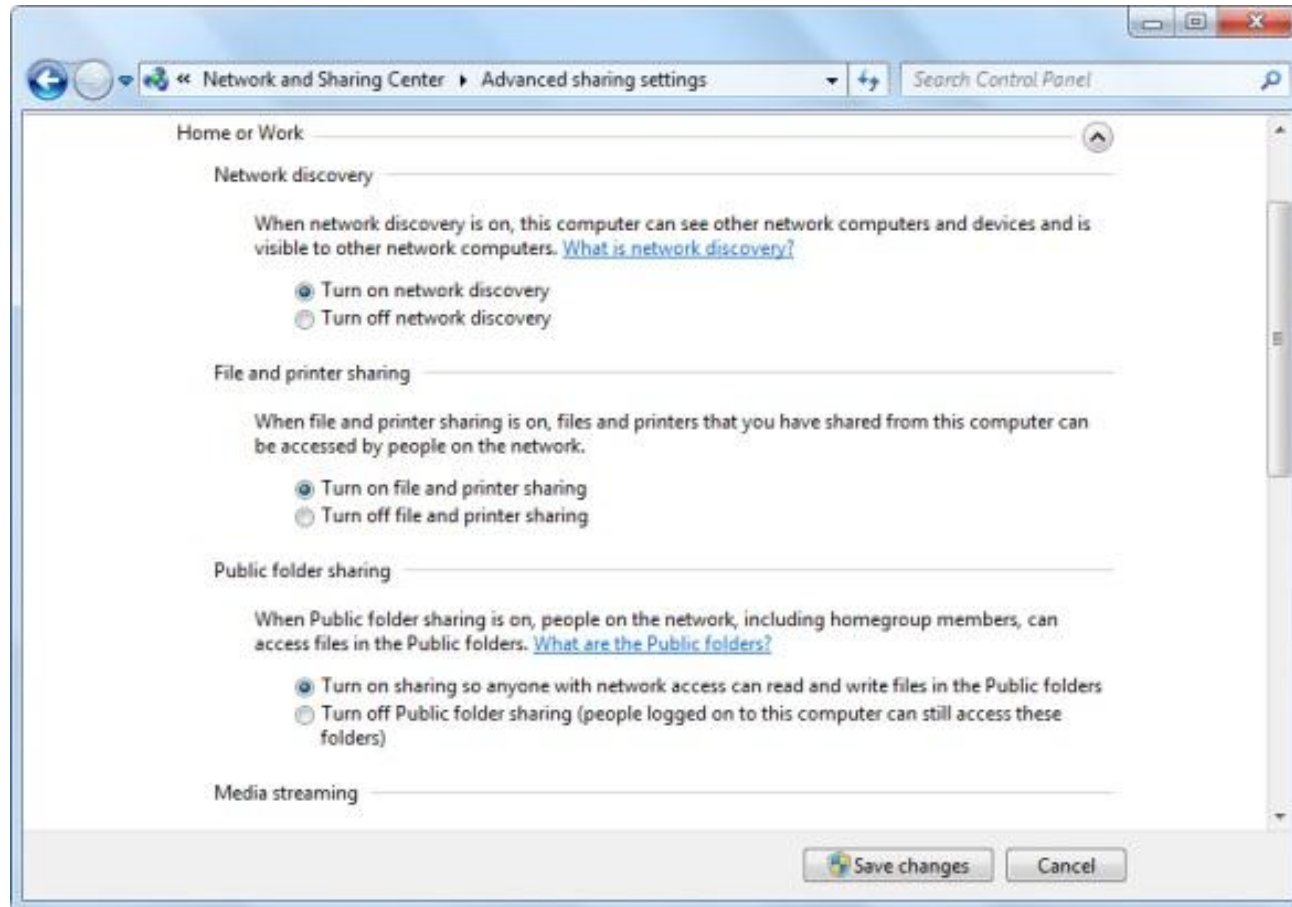 « Network and Sharing Center ▸ Advanced sharing settings
Search Control Panel
Home or Work
Network discovery
When network discovery is on, this computer can see other network computers and devices and is
visible to other network computers. What is network discovery?
Turn on network discovery
Turn off network discovery
File and printer sharing
When file and printer sharing is on, files and printers that you have shared from this computer can
be accessed by people on the network.
Turn on file and printer sharing
Turn off file and printer sharing
Public folder sharing
When Public folder sharing is on, people on the network, including homegroup members, can
access files in the Public folders. What are the Public folders?
Turn on sharing so anyone with network access can read and write files in the Public folders
Turn off Public folder sharing (people logged on to this computer can still access these
folders)
Media streaming
Save changes
Cancel